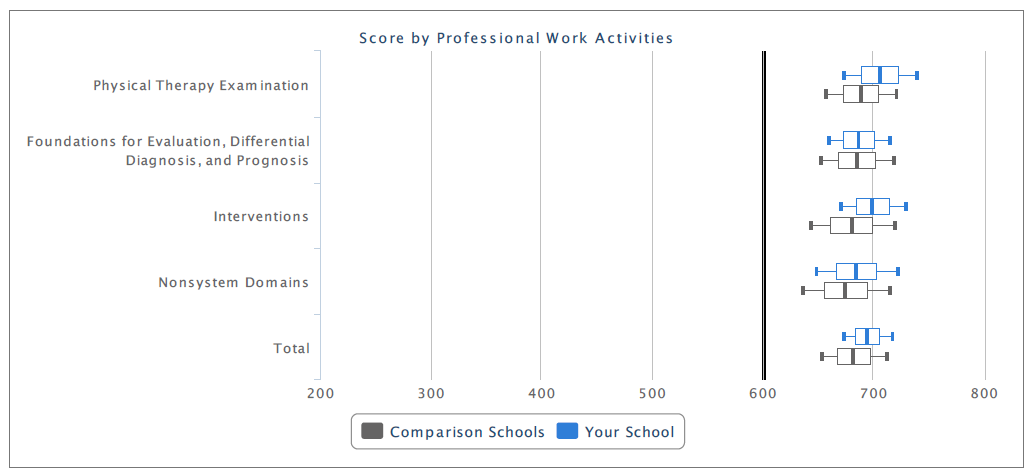 Score by Professional Work Activities
Physical Therapy Examination
Foundations for Evaluation, Differential
Diagnosis, and Prognosis
Interventions
Nonsystem Domains
Total
200 300 400 500 600 700 800
Comparison Schools Your School